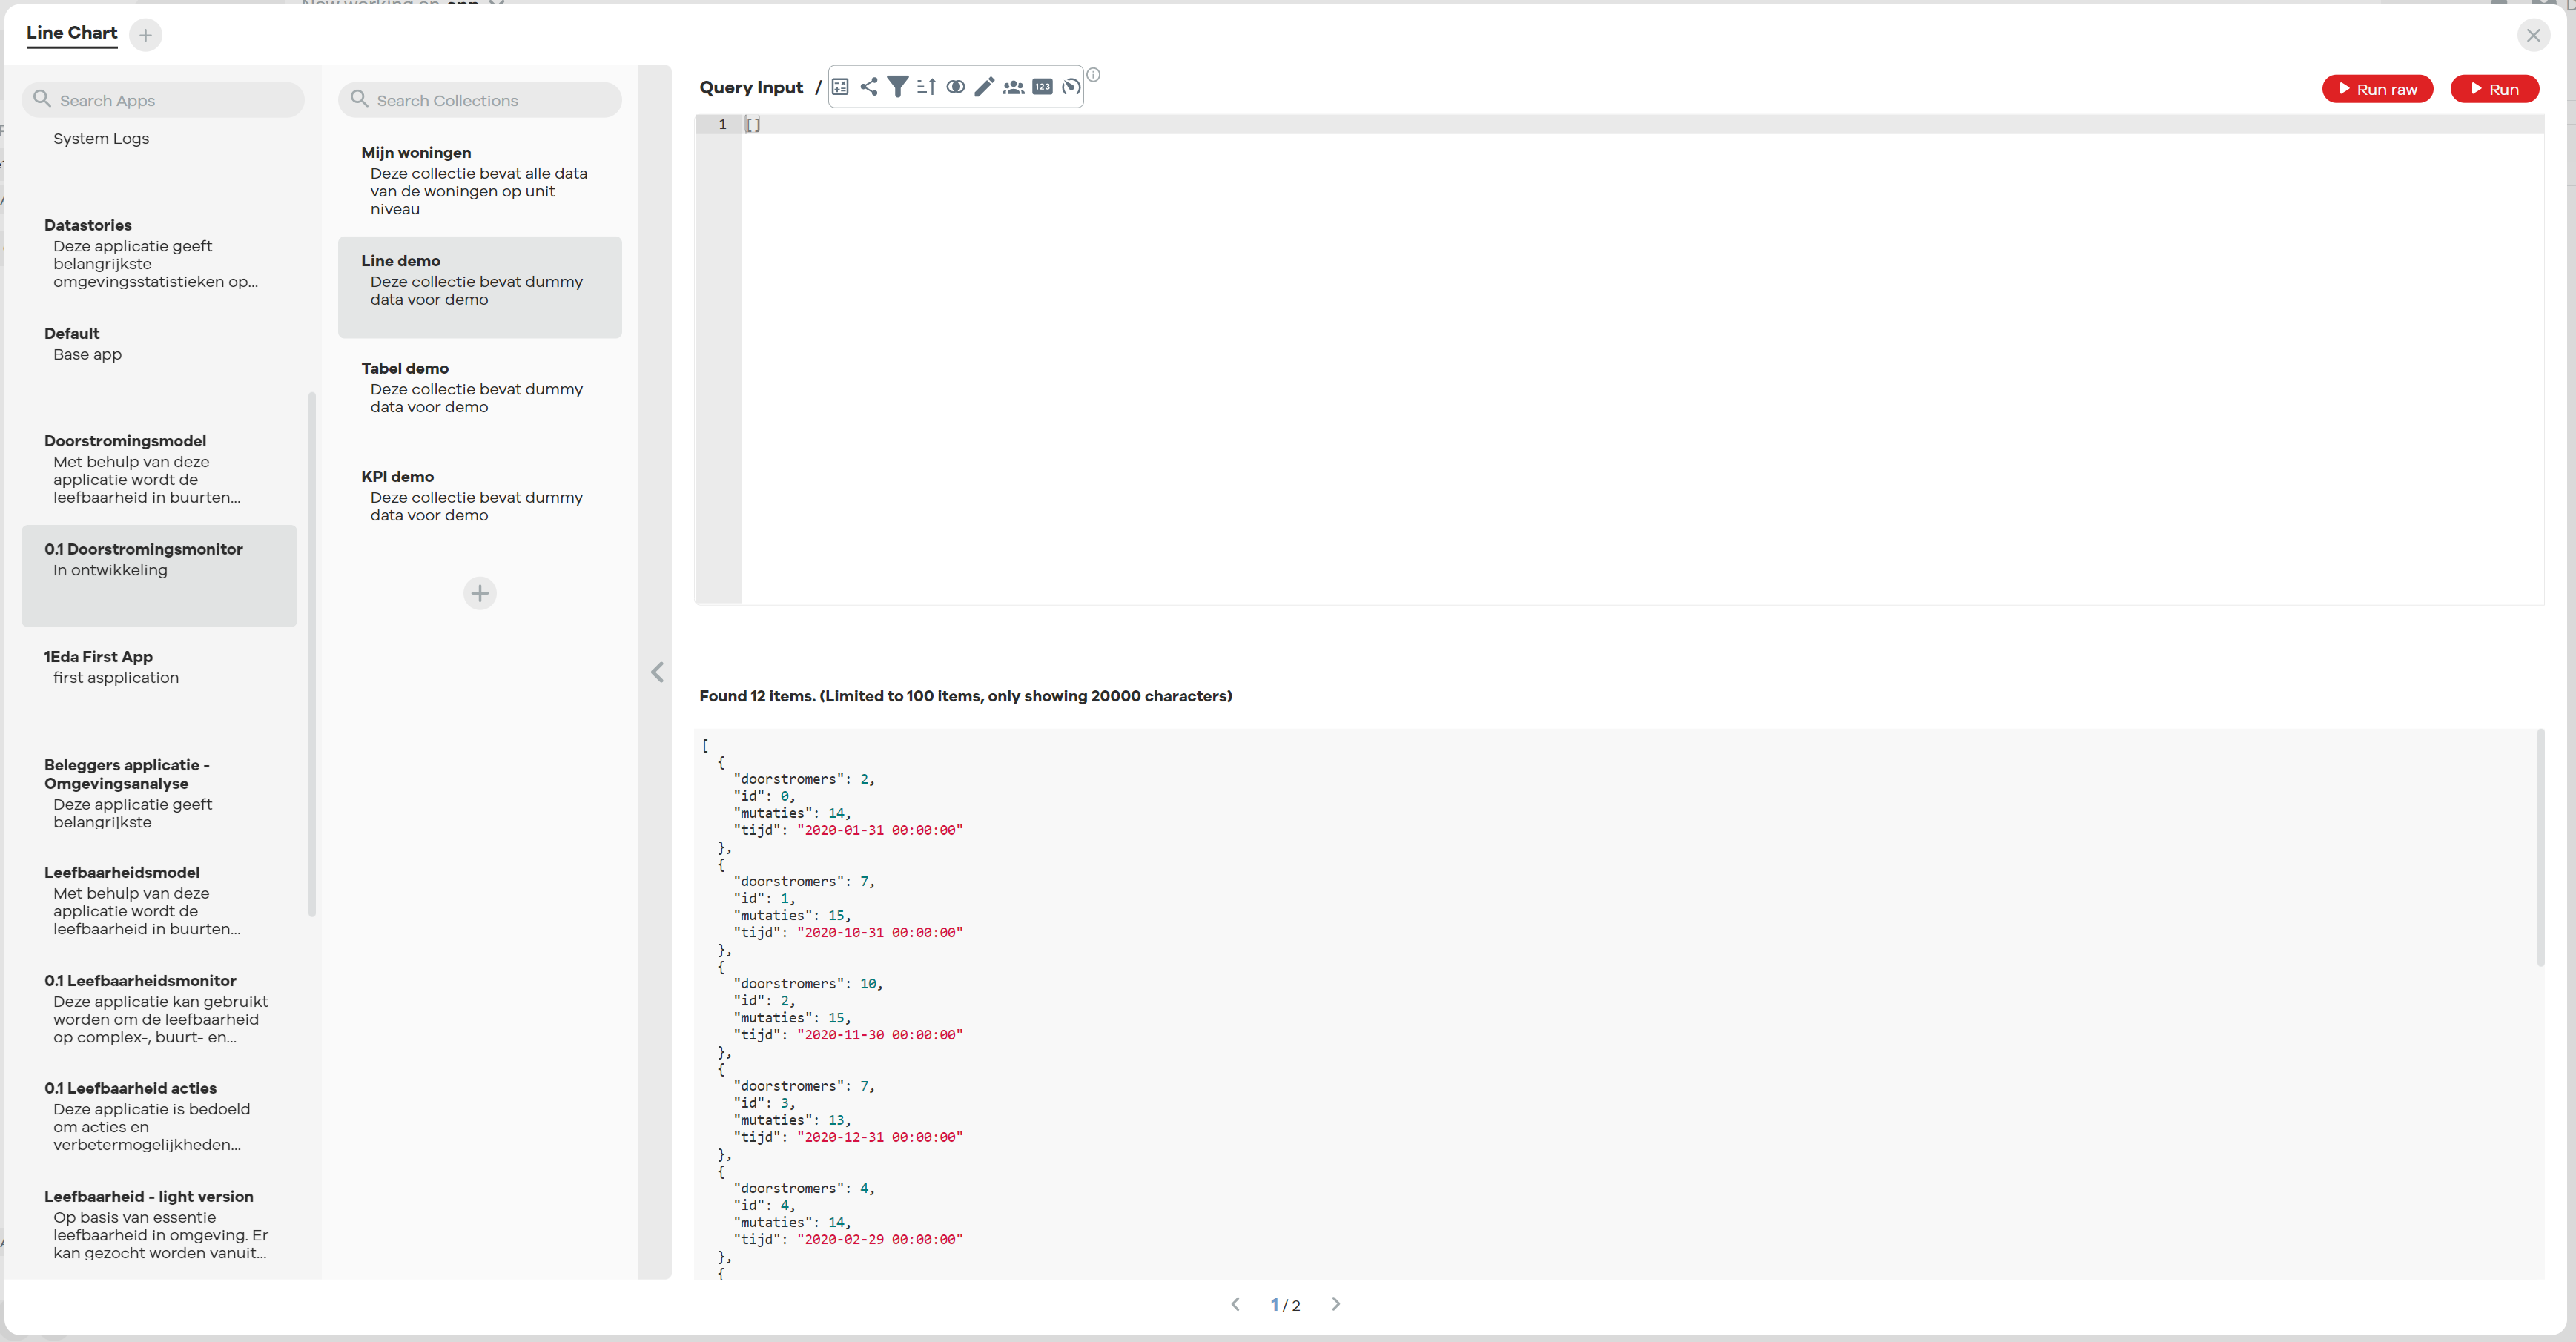 Now working on app
Line Chart
Search Apps
System Logs
Datastories
Deze applicatie geeft
belangrijkste
omgevingsstatistieken op...
Default
Base app
Doorstromingsmodel
Met behulp van deze
applicatie wordt de
leefbaarheid in buurten...
0.1 Doorstromingsmonitor
In ontwikkeling
1Eda First App
first aspplication
Beleggers applicatie -
Omgevingsanalyse
Deze applicatie geeft
belangrijkste
Leefbaarheidsmodel
Met behulp van deze
applicatie wordt de
leefbaarheid in buurten...
0.1 Leefbaarheidsmonitor
Deze applicatie kan gebruikt
worden om de leefbaarheid
op complex-, buurt- en...
0.1 Leefbaarheid acties
Deze applicatie is bedoeld
om acties en
verbetermogelijkheden...
Leefbaarheid - light version
Op basis van essentie
leefbaarheid in omgeving. Er
kan gezocht worden vanuit...
Search Collections
Mijn woningen
Deze collectie bevat alle data
van de woningen op unit
niveau
Line demo
Deze collectie bevat dummy
data voor demo
Tabel demo
Deze collectie bevat dummy
data voor demo
KPI demo
Deze collectie bevat dummy
data voor demo
Query Input / 123
Run raw
Run
1 []
Found 12 items. (Limited to 100 items, only showing 20000 characters)
[
{
"doorstromers": 2,
"id": 0,
"mutaties": 14,
"tijd": "2020-01-31 00:00:00"
},
{
"doorstromers": 7,
"id": 1,
"mutaties": 15,
"tijd": "2020-10-31 00:00:00"
},
{
"doorstromers": 10,
"id": 2,
"mutaties": 15,
"tijd": "2020-11-30 00:00:00"
},
{
"doorstromers": 7,
"id": 3,
"mutaties": 13,
"tijd": "2020-12-31 00:00:00"
},
{
"doorstromers": 4,
"id": 4,
"mutaties": 14,
"tijd": "2020-02-29 00:00:00"
},
{
1 / 2